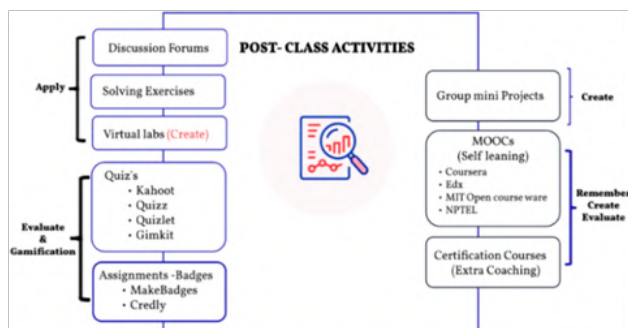 POST- CLASS ACTIVITIES
Apply
Discussion Forums
Solving Exercises
Virtual labs (Create)
Evaluate
&
Gamification
Quiz's
• Kahoot
• Quizz
• Quizlet
• Gimkit
Assignments -Badges
• MakeBadges
• Credly
Group mini Projects
Create
MOOCs
(Self leaning)
• Coursera
• Edx
• MIT Open course ware
• NPTEL
Certification Courses
(Extra Coaching)
Remember
Create
Evaluate